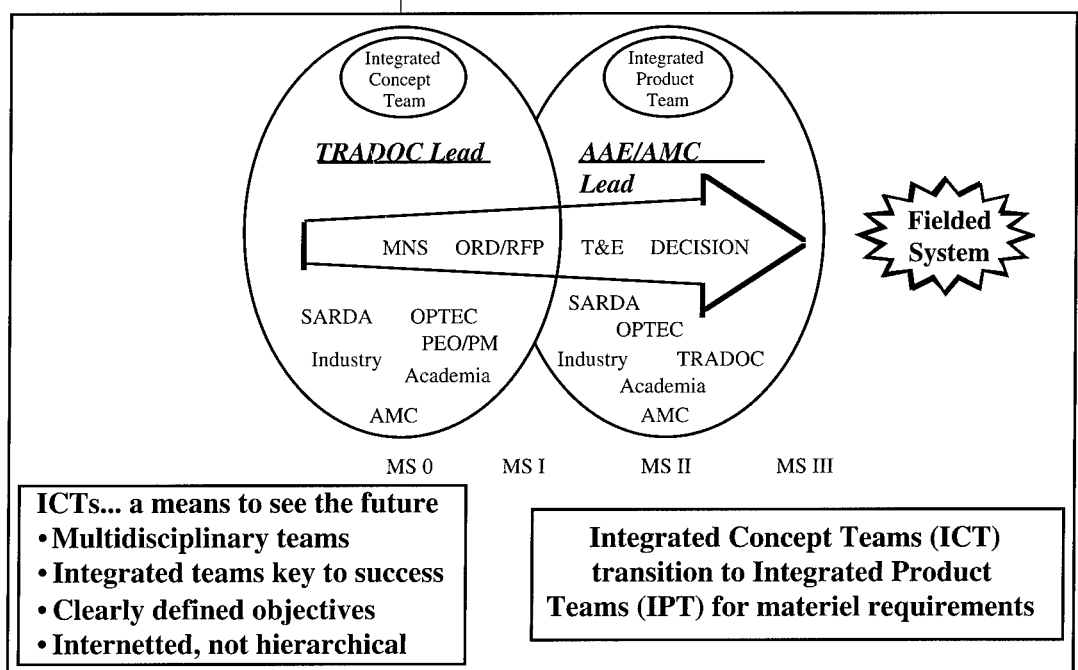 Integrated
Concept
Team
Integrated
Product
Team
TRADOC Lead
AAE/AMC
Lead
MNS ORD/RFP T&E DECISION
Fielded
System
SARDA OPTEC
PEO/PM
Industry
Academia
AMC
SARDA
OPTEC
Industry TRADOC
Academia
AMC
MS 0 MS I MS II MS III
ICTs... a means to see the future
• Multidisciplinary teams
• Integrated teams key to success
• Clearly defined objectives
• Internetted, not hierarchical
Integrated Concept Teams (ICT)
transition to Integrated Product
Teams (IPT) for materiel requirements